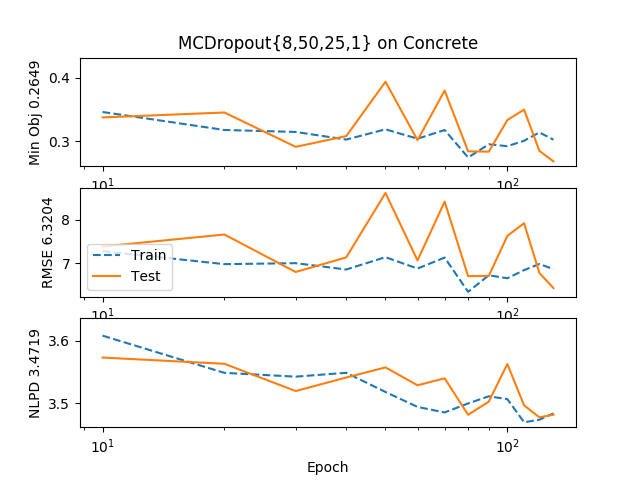 MCDropout{8,50,25,1} on Concrete
Min Obj 0.2649
0.4
0.3
10¹
10²
RMSE 6.3204
8
7
Train
Test
10¹
10²
NLPD 3.4719
3.6
3.5
10¹
10²
Epoch